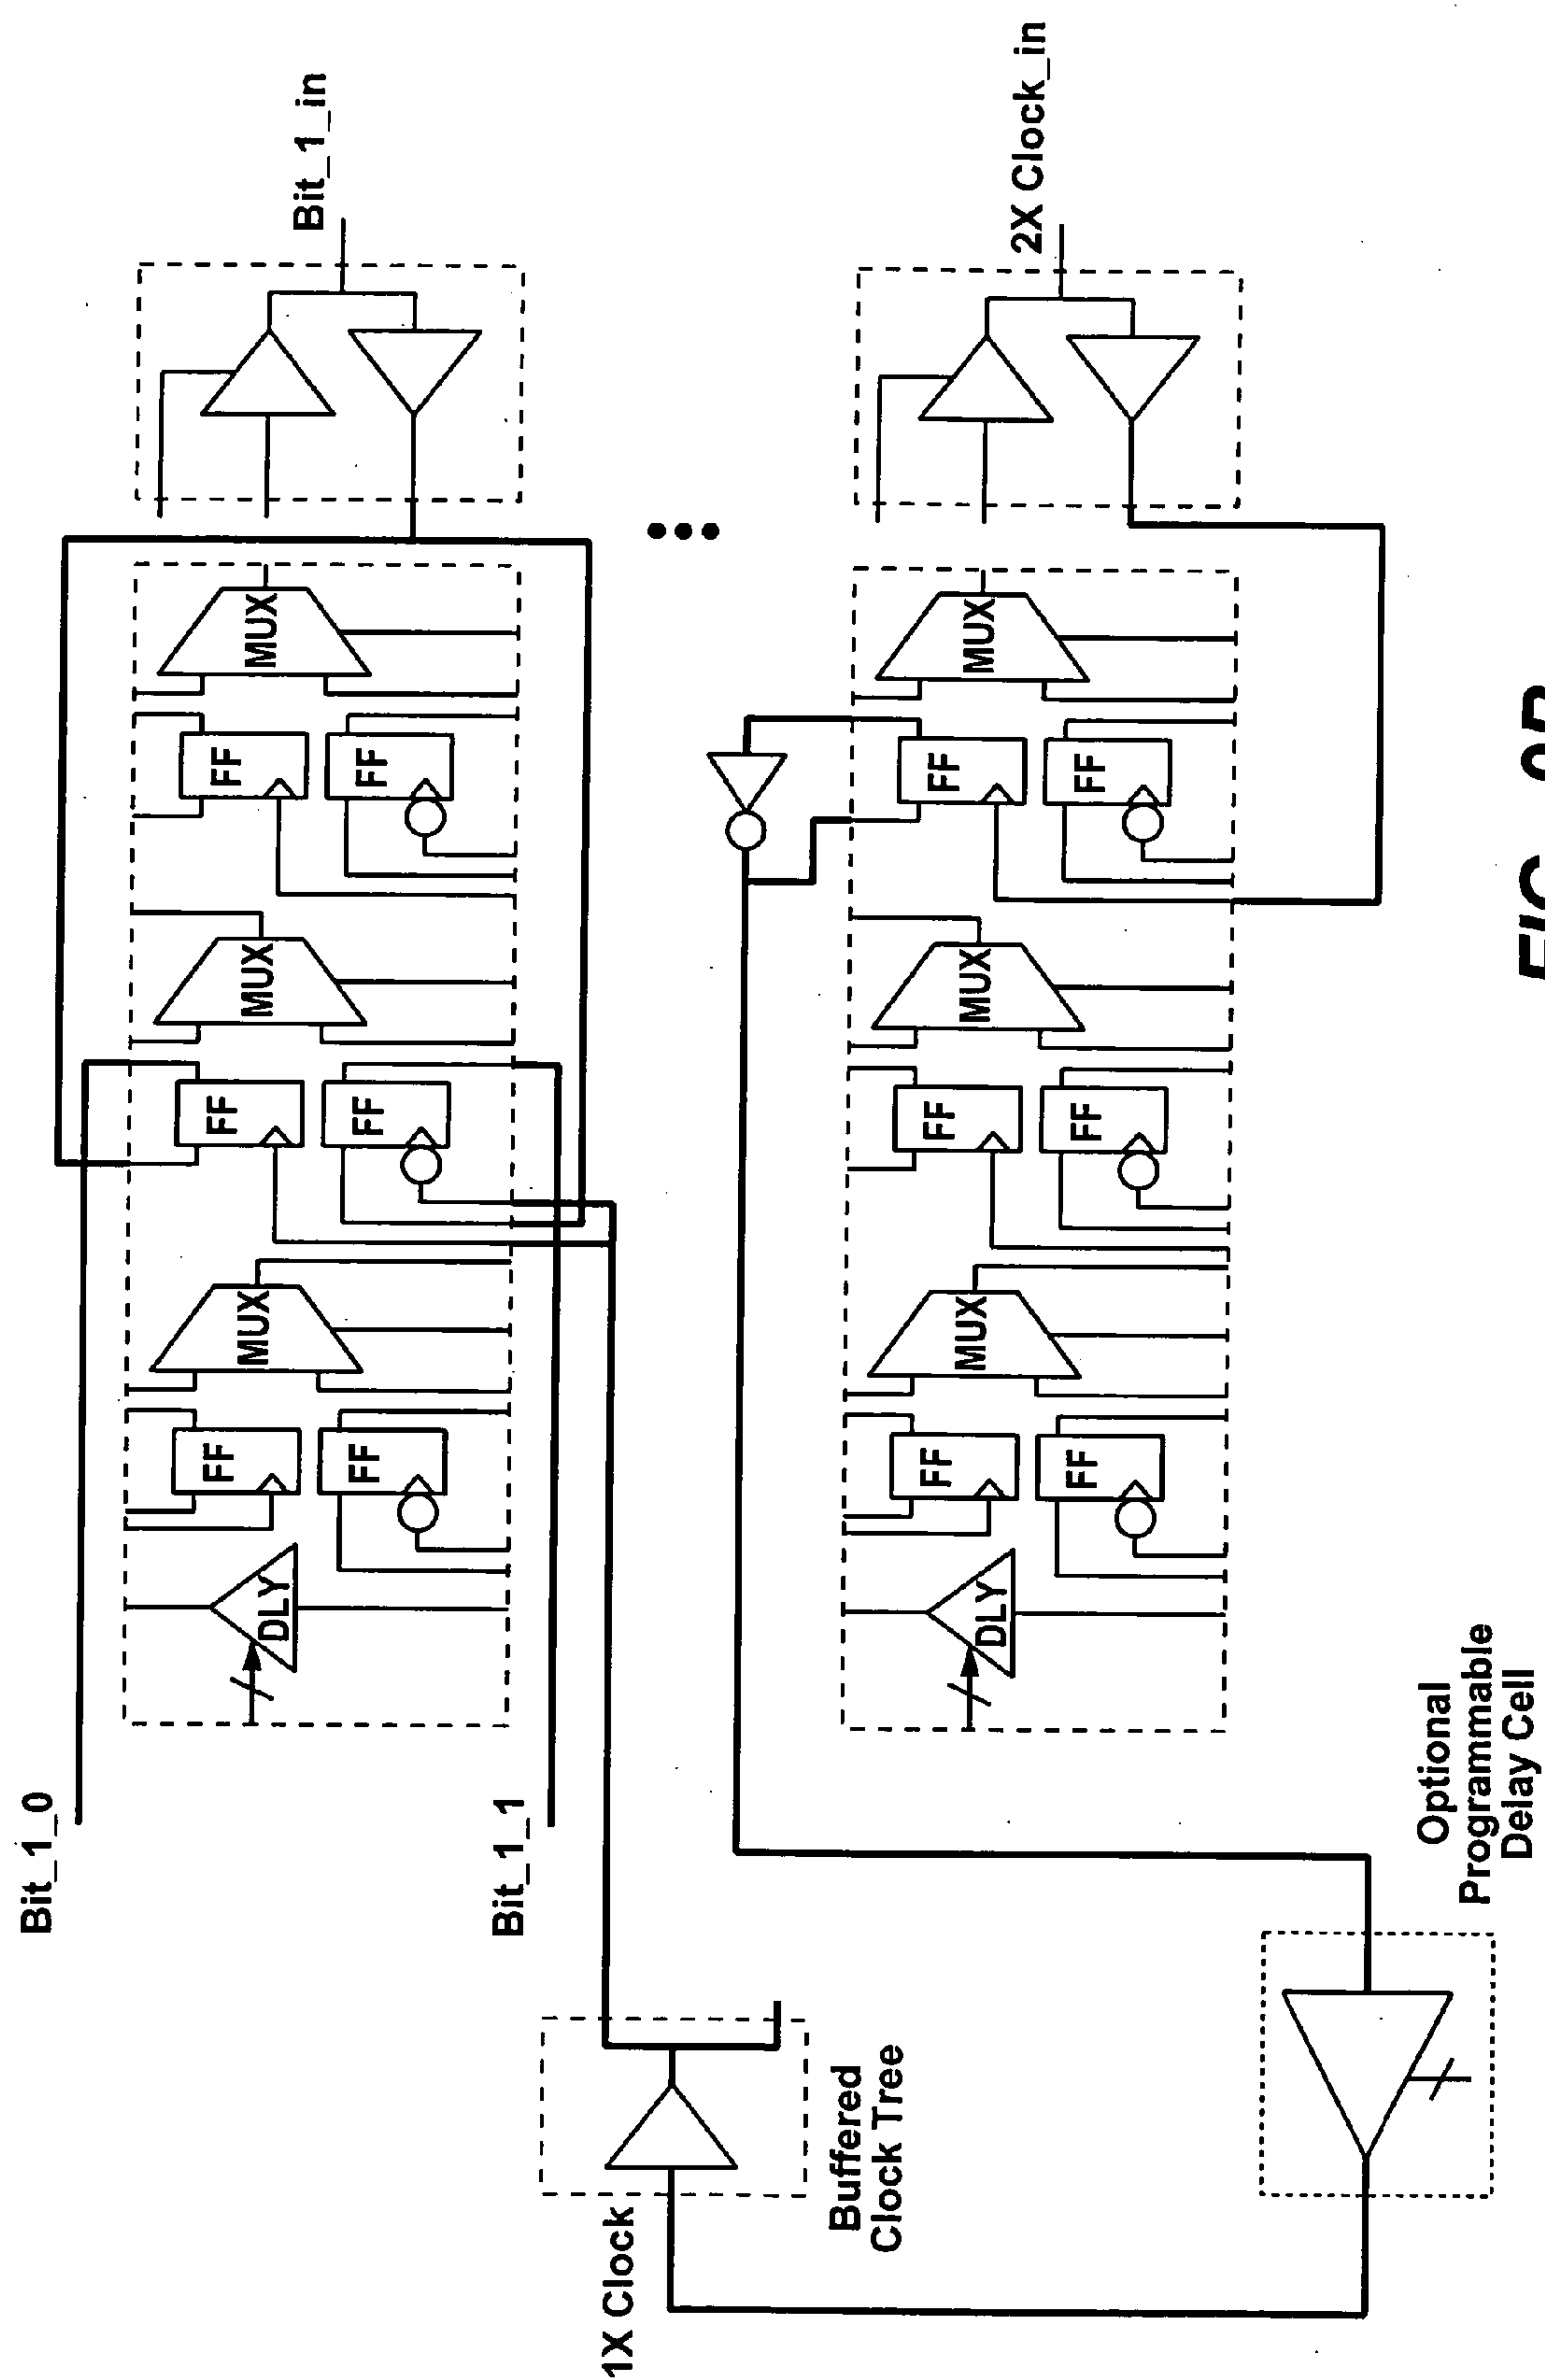 Bit_1_0
DLY
FF
FF
MUX
FF
FF
MUX
FF
FF
MUX
Bit_1_in
Bit_1_1
1X Clock
Buffered
Clock Tree
DLY
FF
FF
MUX
FF
FF
MUX
FF
FF
MUX
2X Clock_in
Optional
Programmable
Delay Cell
FIG.